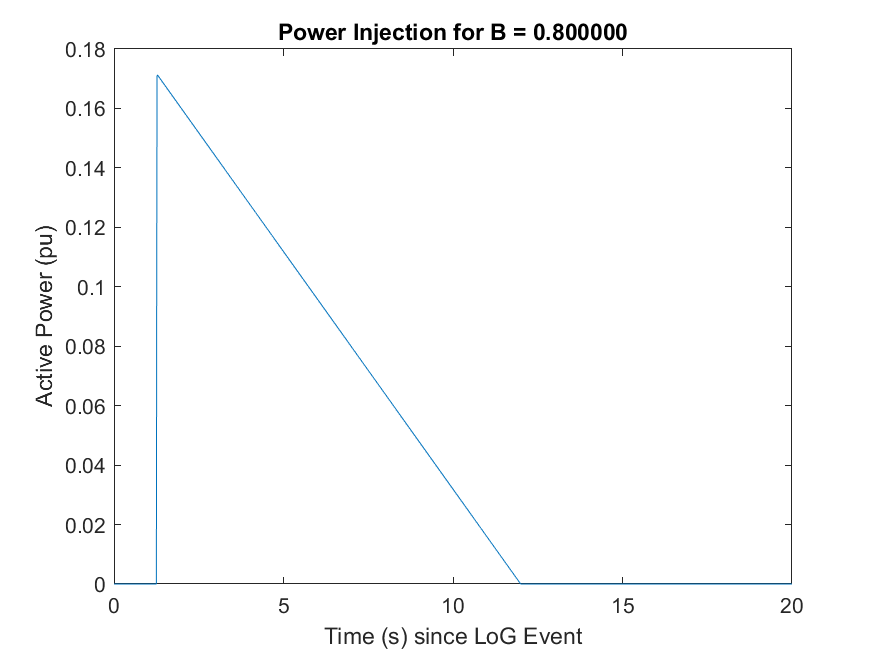 Power Injection for B = 0.800000
0.18
0.16
0.14
0.12
0.1
0.08
0.06
0.04
0.02
0
Active Power (pu)
0 5 10 15 20
Time (s) since LoG Event